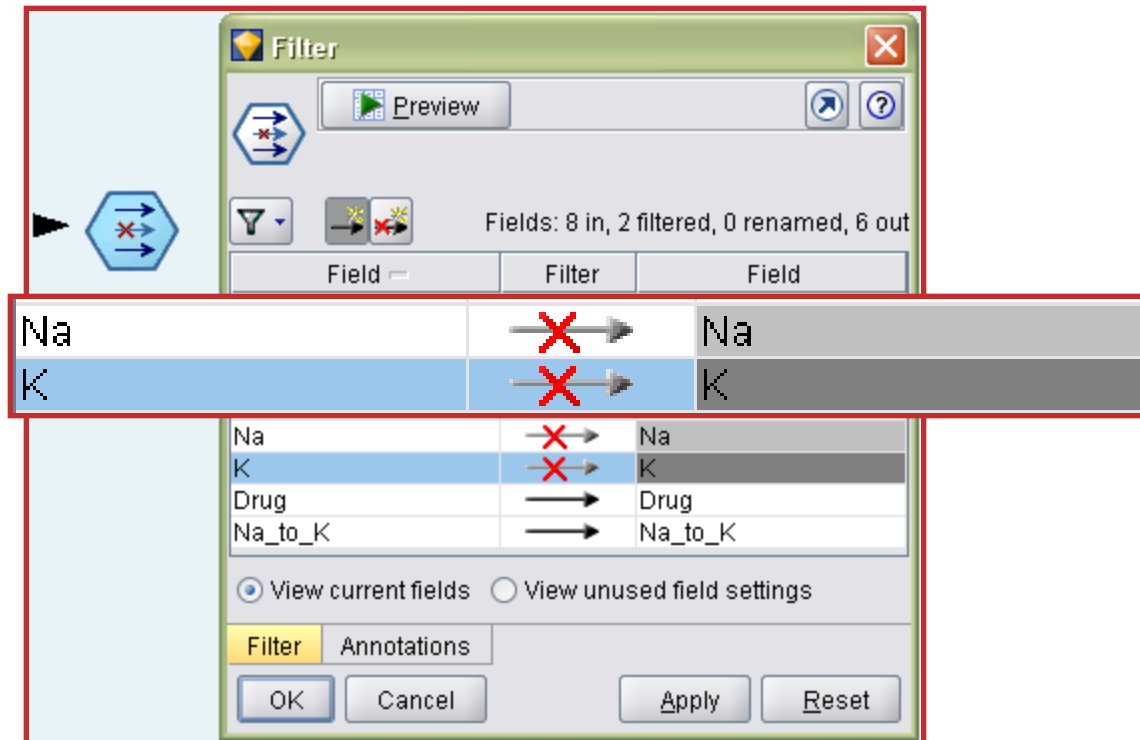 Filter
Preview
Fields: 8 in, 2 filtered, 0 renamed, 6 out
Field Filter Field
Na Na
K K
Na Na
K K
Drug Drug
Na_to_K Na_to_K
View current fields View unused field settings
Filter Annotations
OK Cancel Apply Reset